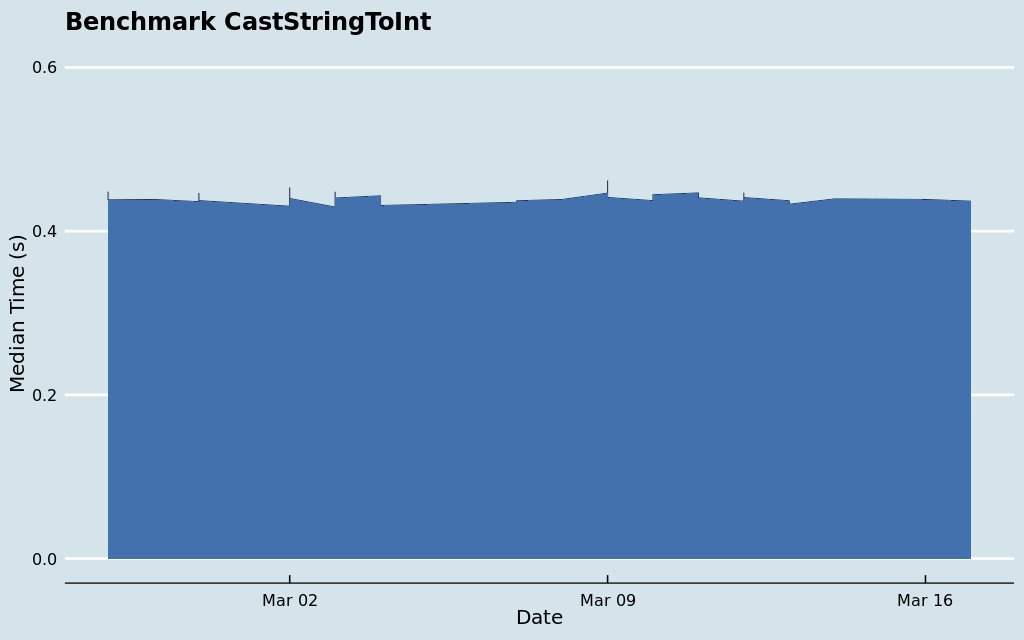 Benchmark CastStringToInt
0.6
0.4
0.2
0.0
Median Time (s)
Mar 02
Mar 09
Mar 16
Date